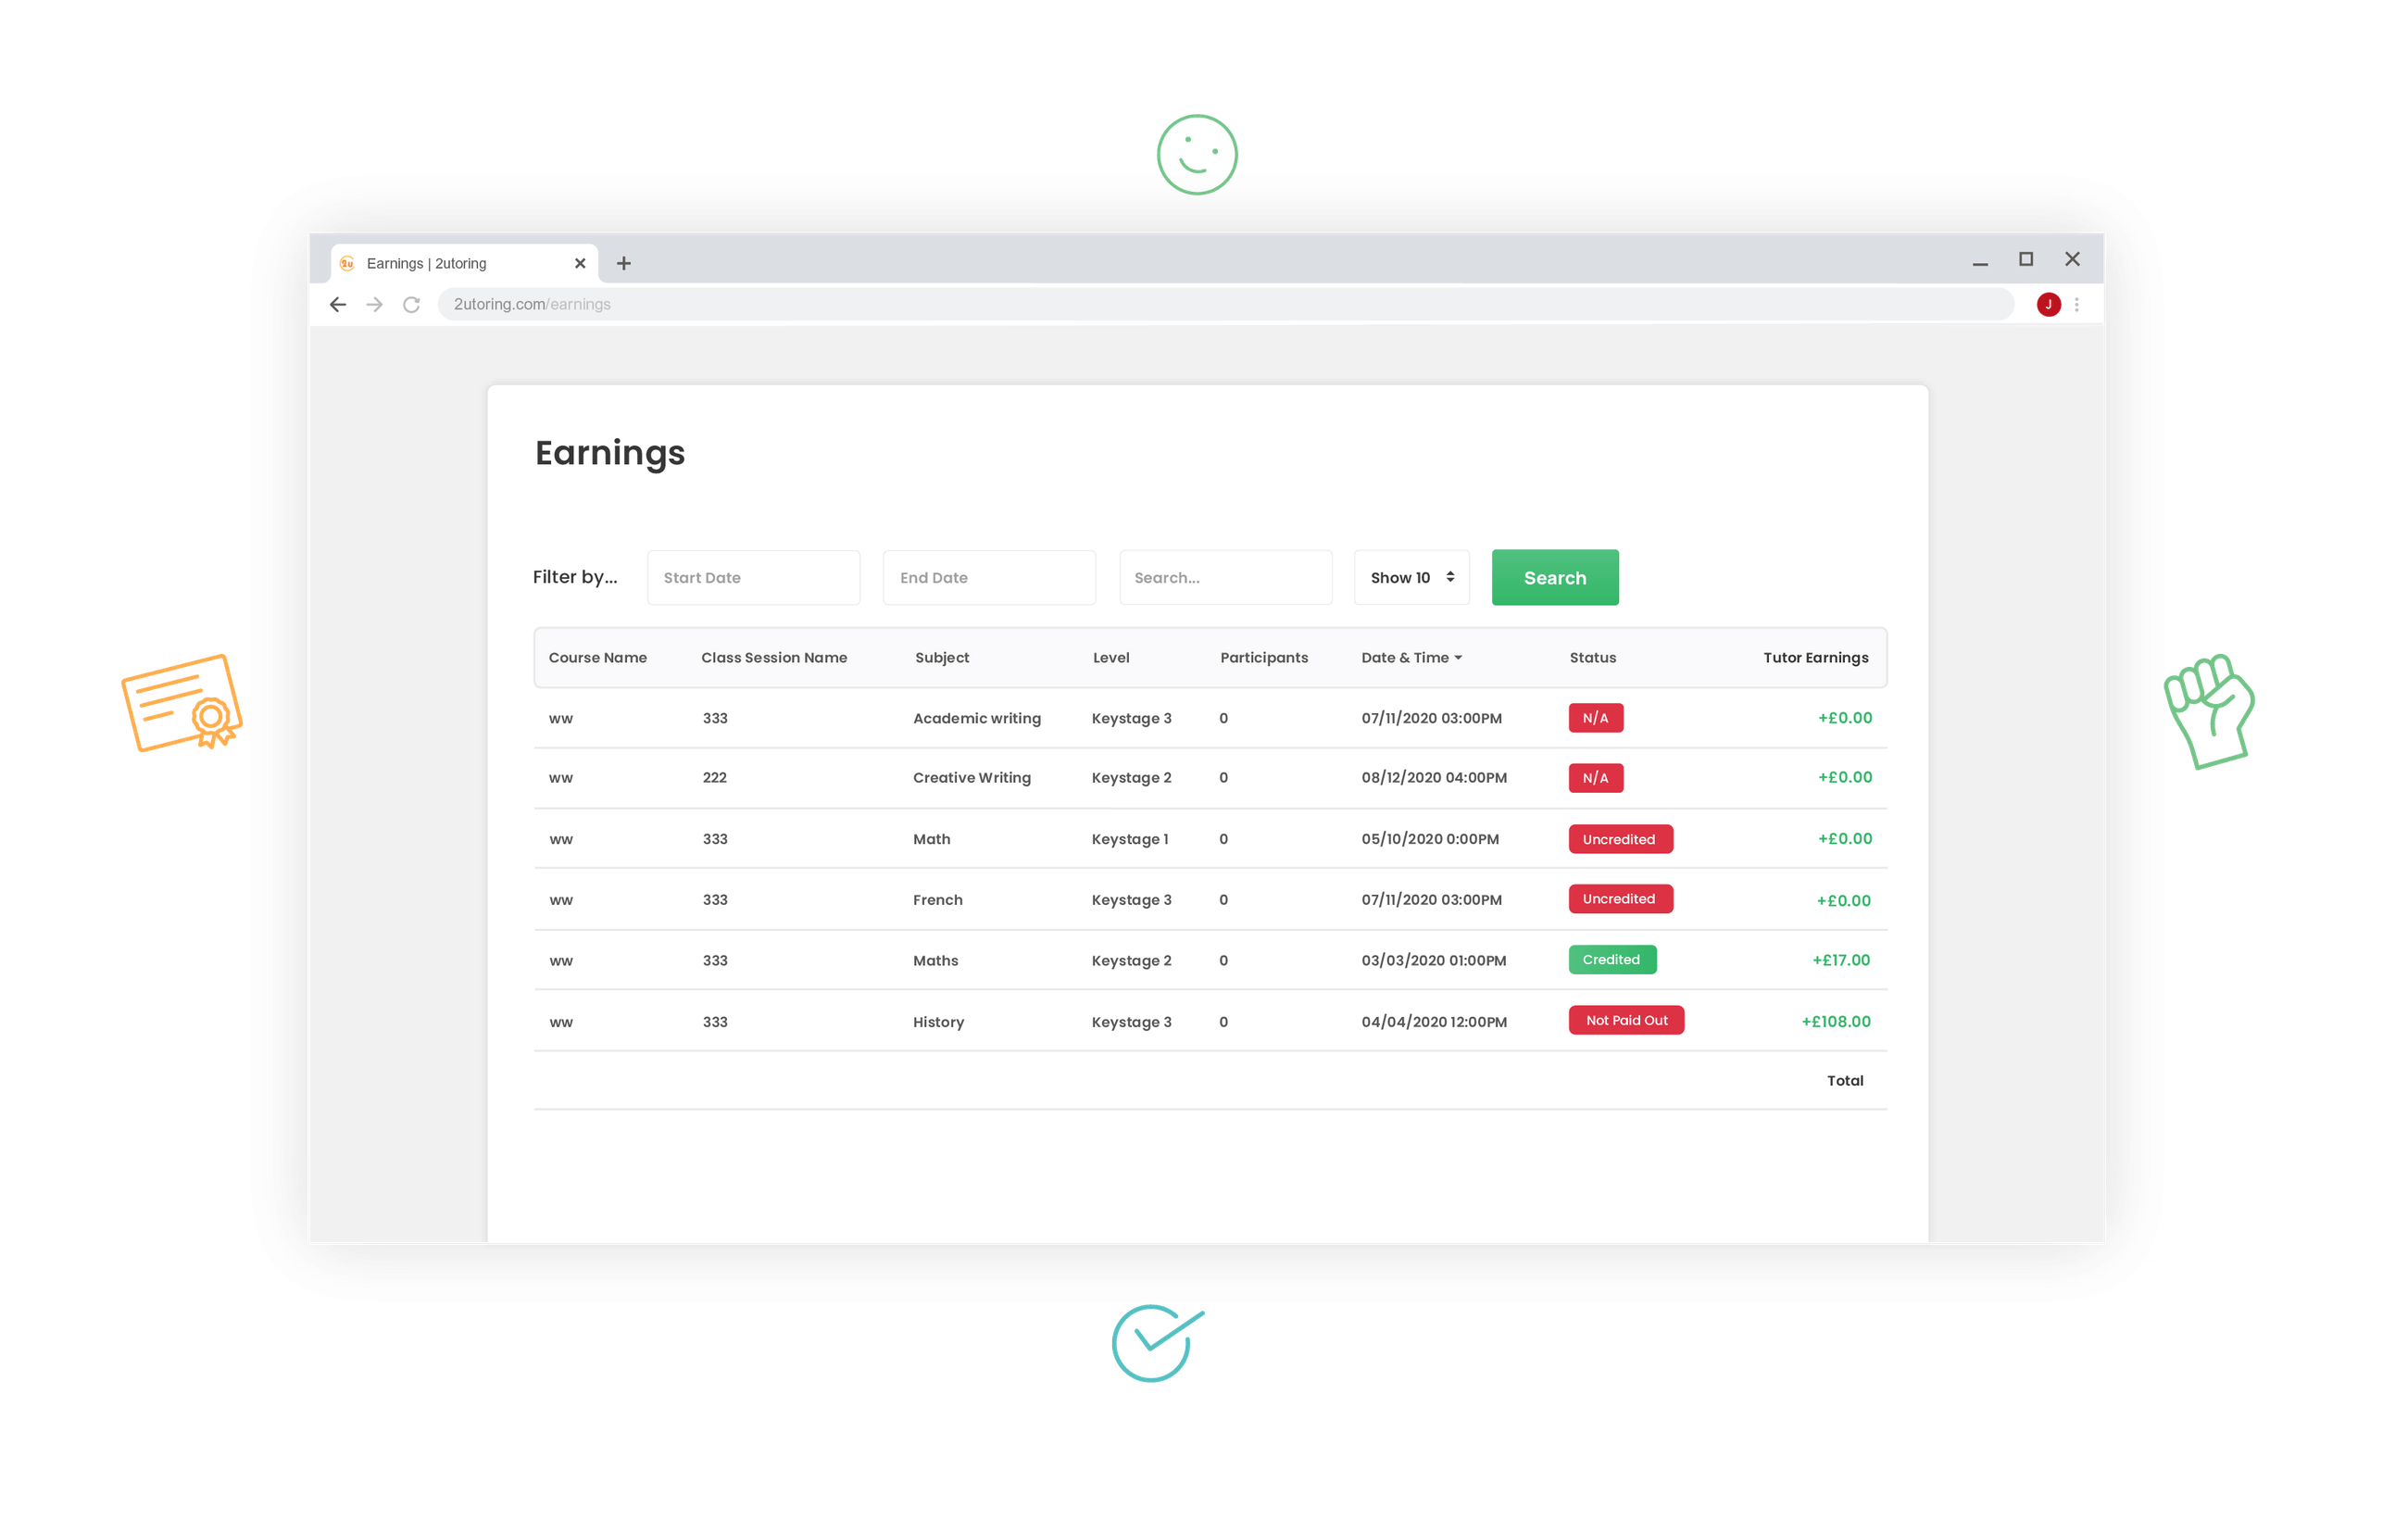 2u Earnings | 2utoring
2utoring.com/earnings
J
Earnings
Filter by... Start Date End Date Search... Show 10 Search
Course Name Class Session Name Subject Level Participants Date & Time Status Tutor Earnings
ww 333 Academic writing Keystage 3 0 07/11/2020 03:00PM N/A +£0.00
ww 222 Creative Writing Keystage 2 0 08/12/2020 04:00PM N/A +£0.00
ww 333 Math Keystage 1 0 05/10/2020 0:00PM Uncredited +£0.00
ww 333 French Keystage 3 0 07/11/2020 03:00PM Uncredited +£0.00
ww 333 Maths Keystage 2 0 03/03/2020 01:00PM Credited +£17.00
ww 333 History Keystage 3 0 04/04/2020 12:00PM Not Paid Out +£108.00
Total